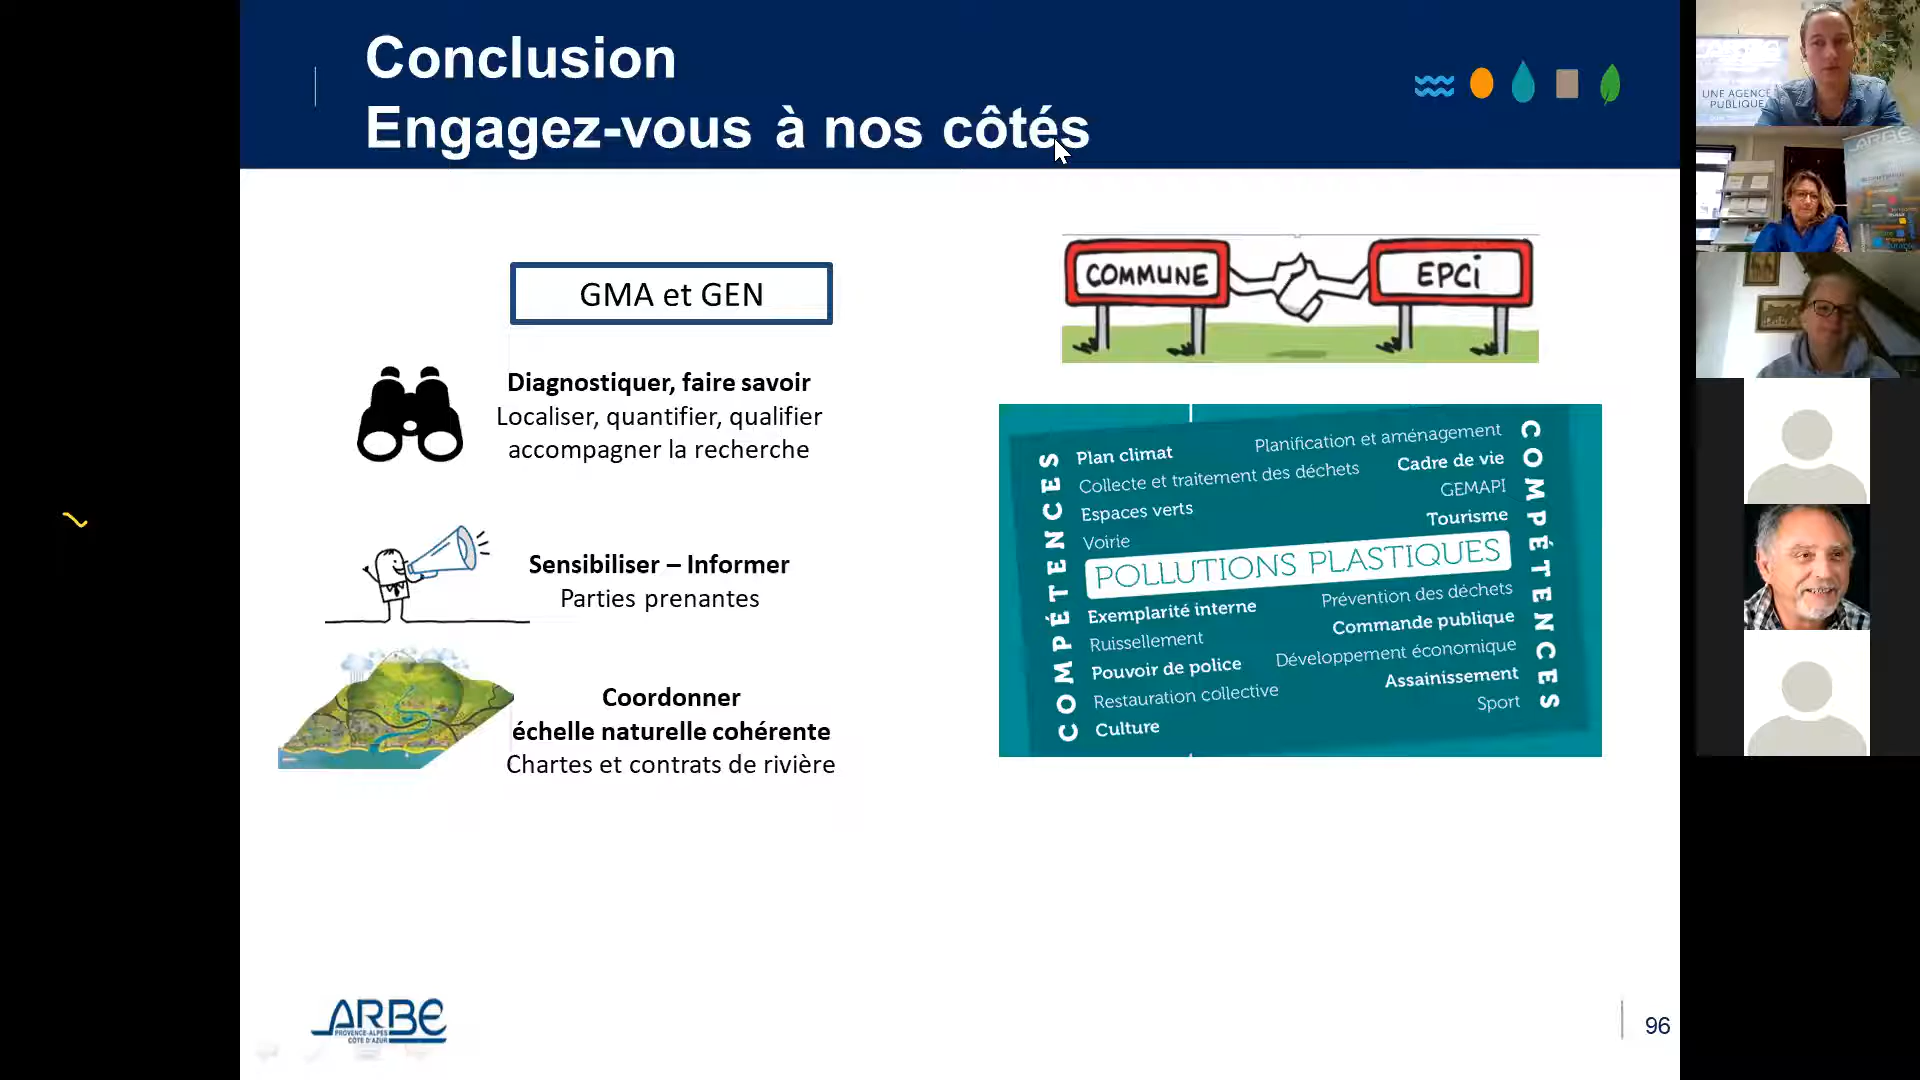 Conclusion
Engagez-vous à nos côtés
GMA et GEN
Diagnostiquer, faire savoir
Localiser, quantifier, qualifier
accompagner la recherche
Sensibiliser – Informer
Parties prenantes
Coordonner
échelle naturelle cohérente
Chartes et contrats de rivière
COMMUNE
EPCi
COMPÉTENCES
Plan climat
Collecte et traitement des déchets
Espaces verts
Voirie
Planification et aménagement
Cadre de vie
GEMAPI
Tourisme
POLLUTIONS PLASTIQUES
Exemplarité interne
Ruissellement
Pouvoir de police
Restauration collective
Culture
Prévention des déchets
Commande publique
Développement économique
Assainissement
Sport
COMPÉTENCES
ARBE
PROVENCE-ALPES
CÔTE D'AZUR
96
UNE AGENCE
PUBLIQUE
ARBE